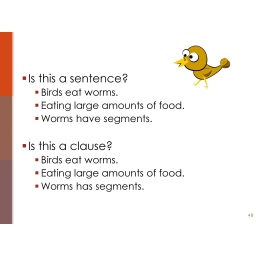 Is this a sentence?
Birds eat worms.
Eating large amounts of food.
Worms have segments.
Is this a clause?
Birds eat worms.
Eating large amounts of food.
Worms has segments.